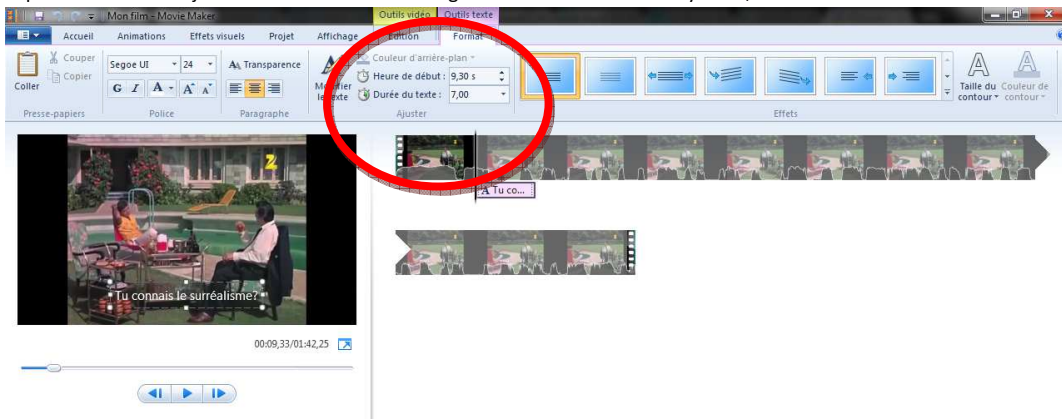 Mon film - Movie Maker
Outils vidéo Outils texte
Accueil Animations Effets visuels Projet Affichage Edition Format
Coller
Couper
Copier
Presse-papiers
Segoe UI 24
G I A A A
Police
Transparence
Paragraphe
Modifier le texte
Couleur d'arrière-plan
Heure de début : 9,30 s
Durée du texte : 7,00
Ajuster
Effets
Taille du contour
Couleur de contour
Tu connais le surréalisme?
A Tu co...
00:09,33/01:42,25